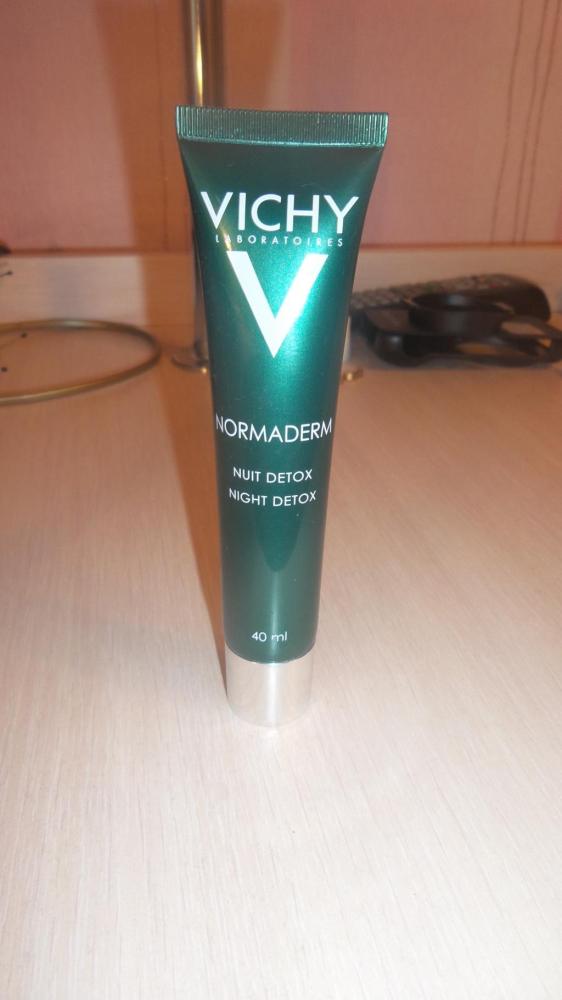 VICHY
LABORATOIRES
V
NORMADERM
NUIT DETOX
NIGHT DETOX
40 ml